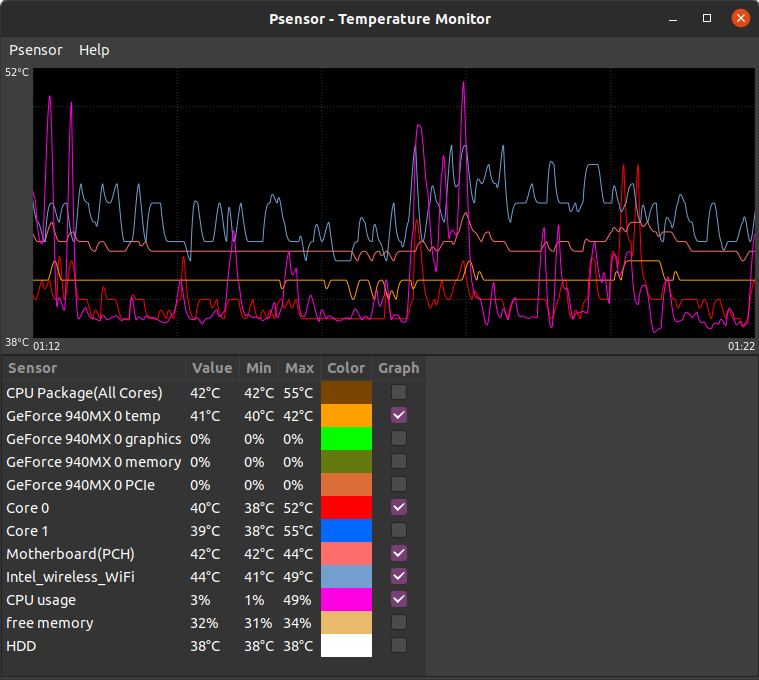 Psensor - Temperature Monitor
Psensor Help
52°C
38°C
01:12 01:22
Sensor Value Min Max Color Graph
CPU Package(All Cores) 42°C 42°C 55°C
GeForce 940MX 0 temp 41°C 40°C 42°C
GeForce 940MX 0 graphics 0% 0% 0%
GeForce 940MX 0 memory 0% 0% 0%
GeForce 940MX 0 PCIe 0% 0% 0%
Core 0 40°C 38°C 52°C
Core 1 39°C 38°C 55°C
Motherboard(PCH) 42°C 42°C 44°C
Intel_wireless_WiFi 44°C 41°C 49°C
CPU usage 3% 1% 49%
free memory 32% 31% 34%
HDD 38°C 38°C 38°C